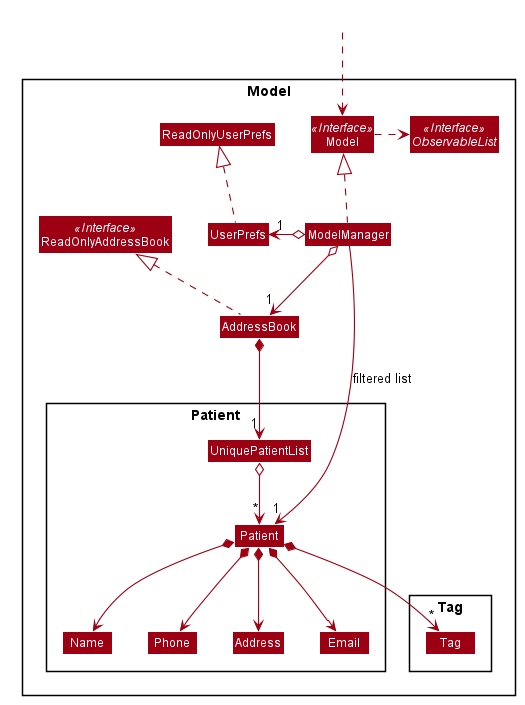 Model
«Interface»
Model
«Interface»
ObservableList
ReadOnlyUserPrefs
«Interface»
ReadOnlyAddressBook
UserPrefs
1
ModelManager
1
AddressBook
filtered list
Patient
1
UniquePatientList
*
1
Patient
Name
Phone
Address
Email
Tag
*
Tag